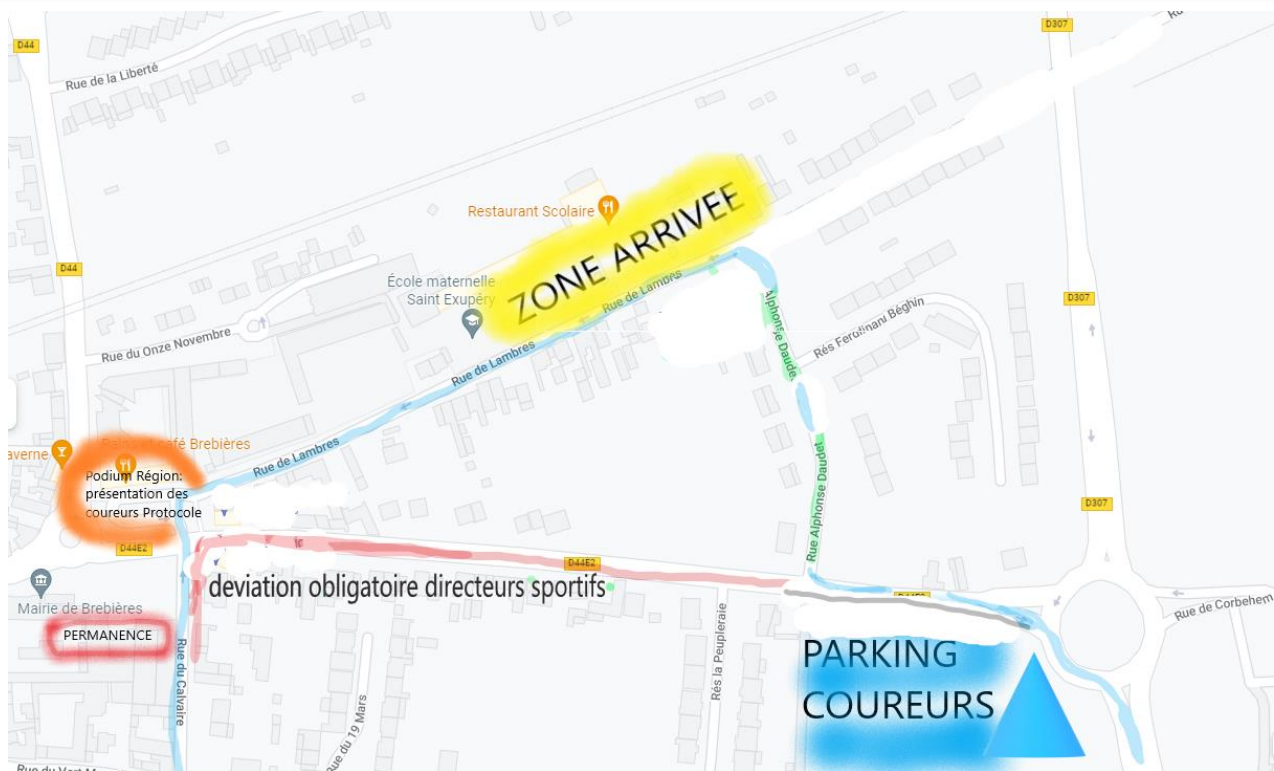 D44
Rue de la Liberté
D307
Restaurant Scolaire
ZONE ARRIVEE
D44
École maternelle
Saint Exupéry
Rue de Lambres
D307
Rue du Onze Novembre
Alphonse Daudet
Rés Ferdinand Béghin
Rue de Lambres
averne
café Brebières
Rue de Lambres
Podium Région:
présentation des
coureurs Protocole
Rue Alphonse Daudet
D307
D44E2
D44E2
deviation obligatoire directeurs sportifs
Mairie de Brebières
PERMANENCE
Rue de Corbehem
PARKING
COUREURS
Rue du Calvaire
Rés la Peupleraie
Rue du 19 Mars